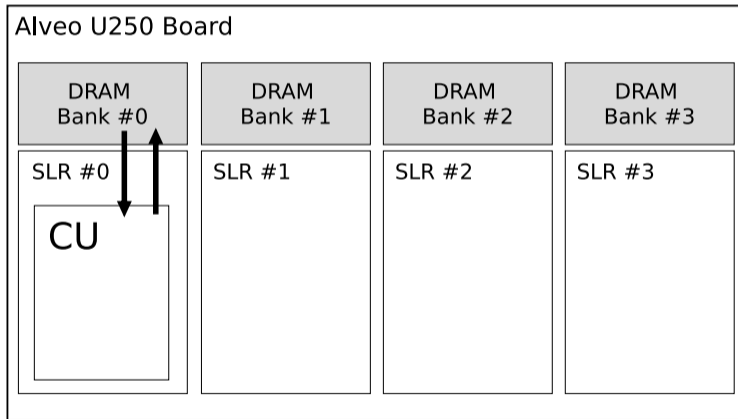 Alveo U250 Board
DRAM
Bank #0
DRAM
Bank #1
DRAM
Bank #2
DRAM
Bank #3
SLR #0
SLR #1
SLR #2
SLR #3
CU